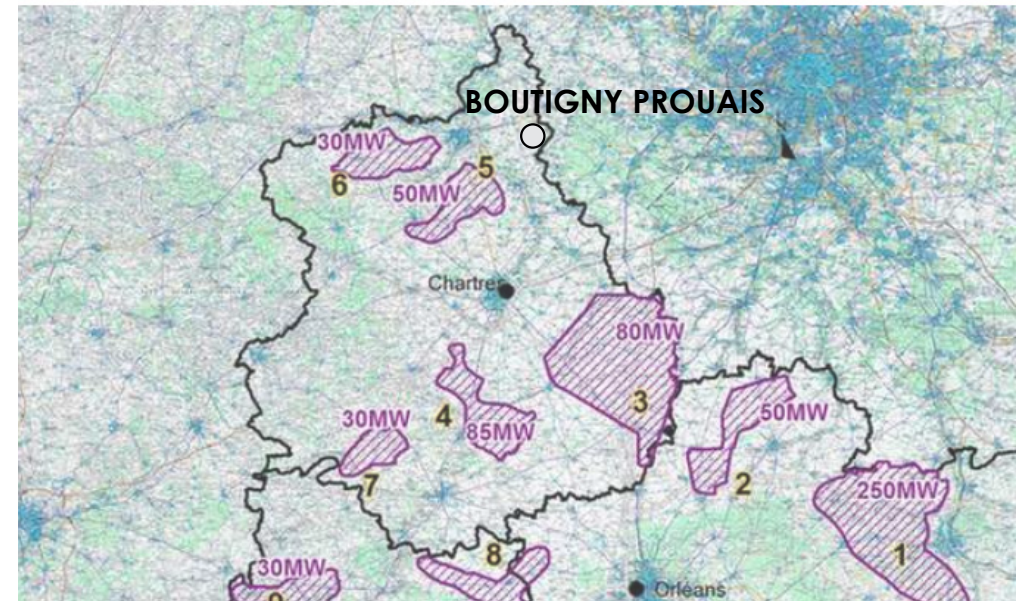 BOUTIGNY PROUAIS
30MW
6
5
50MW
Chartres
80MW
3
4
85MW
30MW
7
50MW
2
250MW
1
8
30MW
9
Orléans